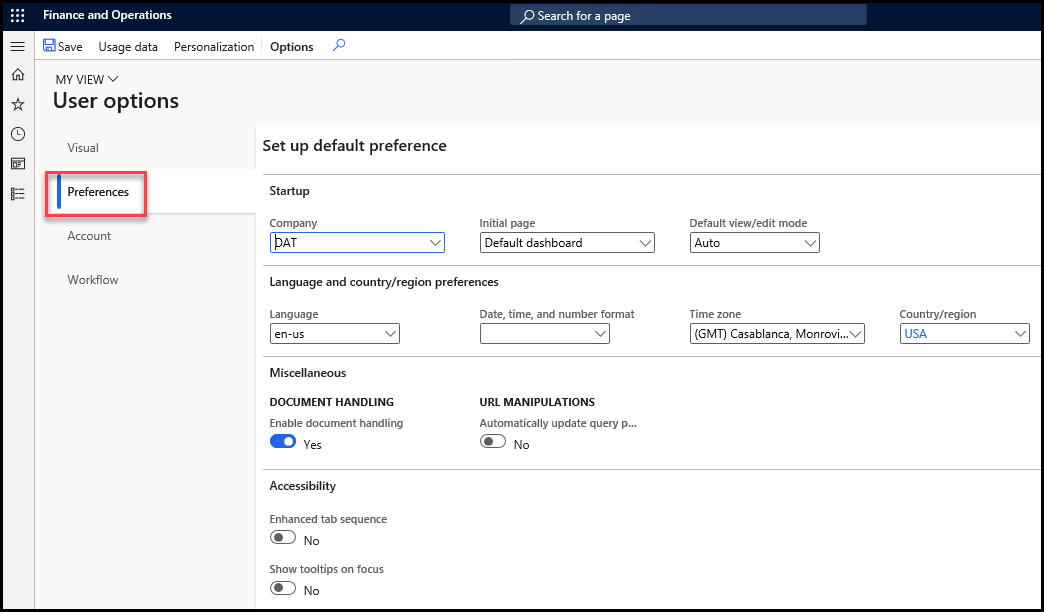 Finance and Operations
Search for a page
Save Usage data Personalization Options
MY VIEW
User options
Visual
Preferences
Account
Workflow
Set up default preference
Startup
Company Initial page Default view/edit mode
DAT Default dashboard Auto
Language and country/region preferences
Language Date, time, and number format Time zone Country/region
en-us (GMT) Casablanca, Monrovi... USA
Miscellaneous
DOCUMENT HANDLING URL MANIPULATIONS
Enable document handling Automatically update query p...
Yes No
Accessibility
Enhanced tab sequence
No
Show tooltips on focus
No